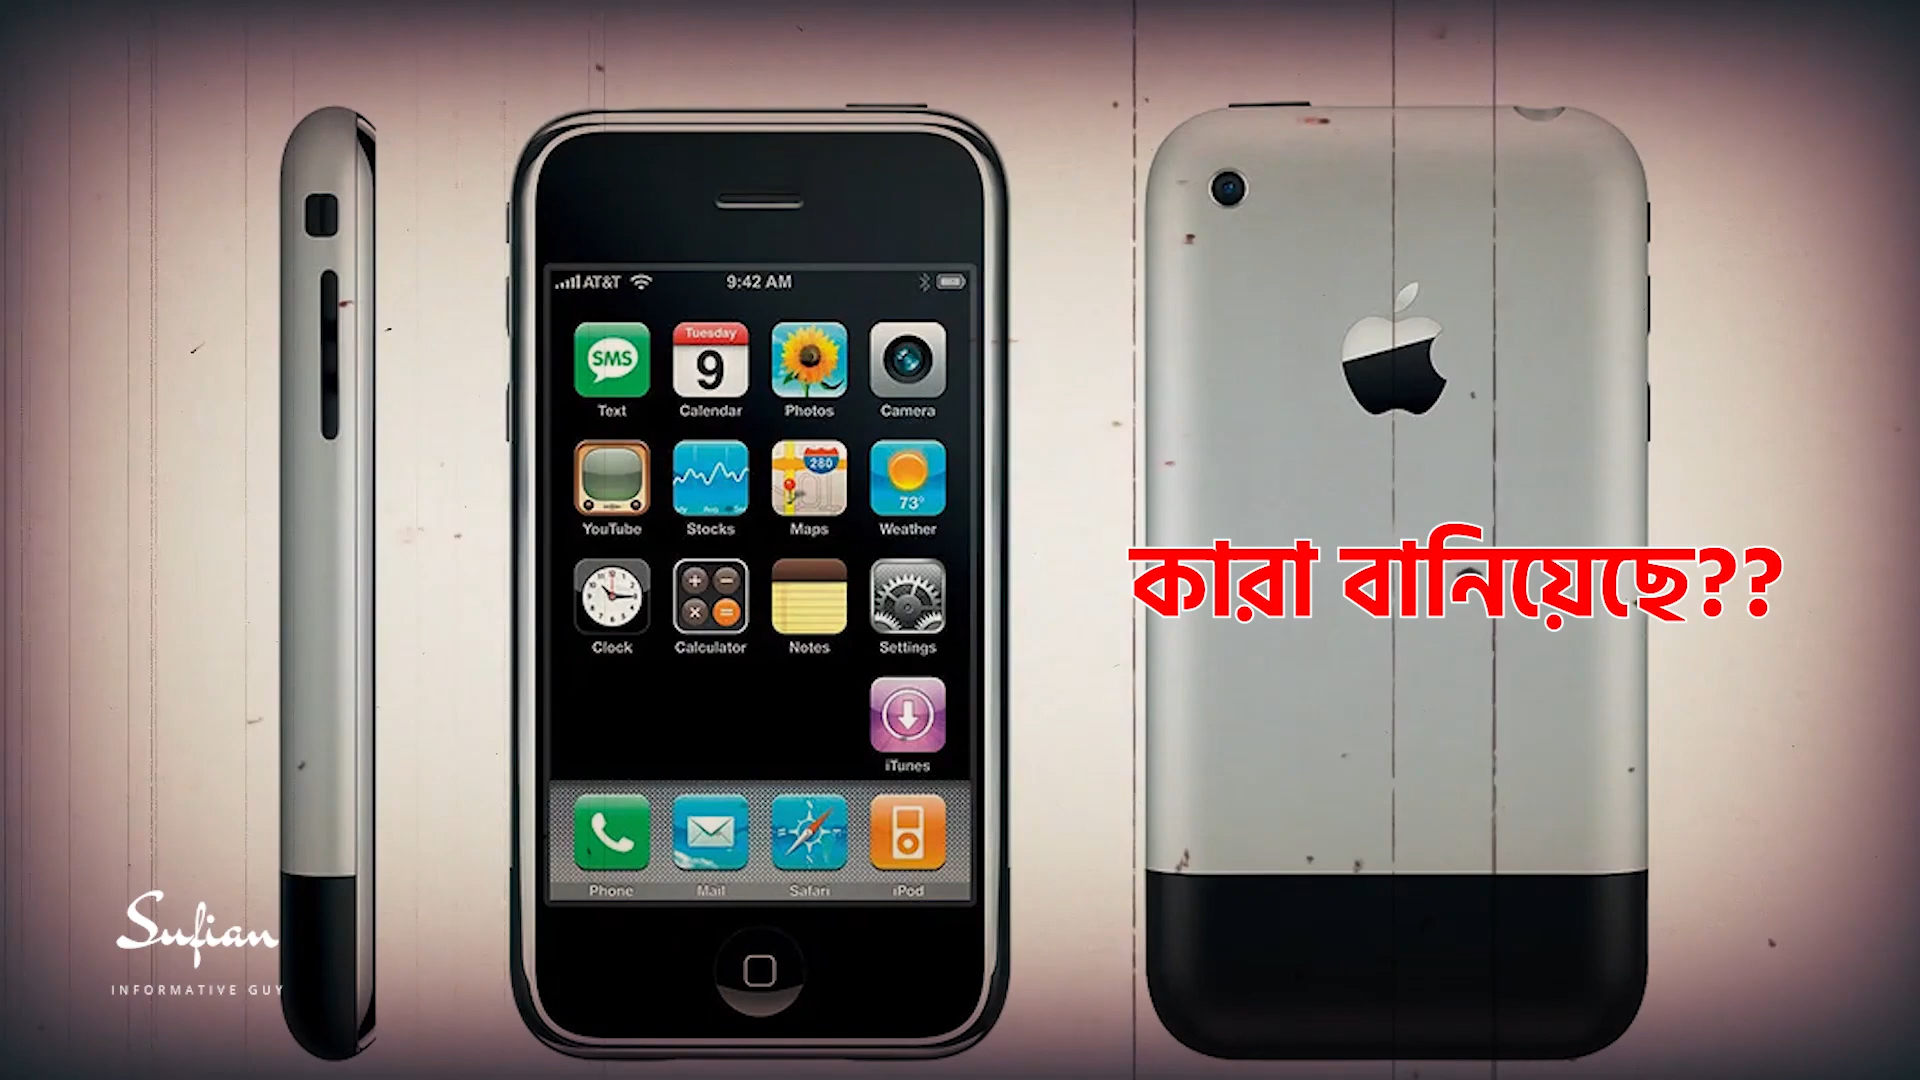 AT&T 9:42 AM
SMS Tuesday 9
Text Calendar Photos Camera
280 73°
YouTube Stocks Maps Weather
Clock Calculator Notes Settings
iTunes
Phone Mail Safari iPod
কারা বানিয়েছে??
Sufian
INFORMATIVE GUY